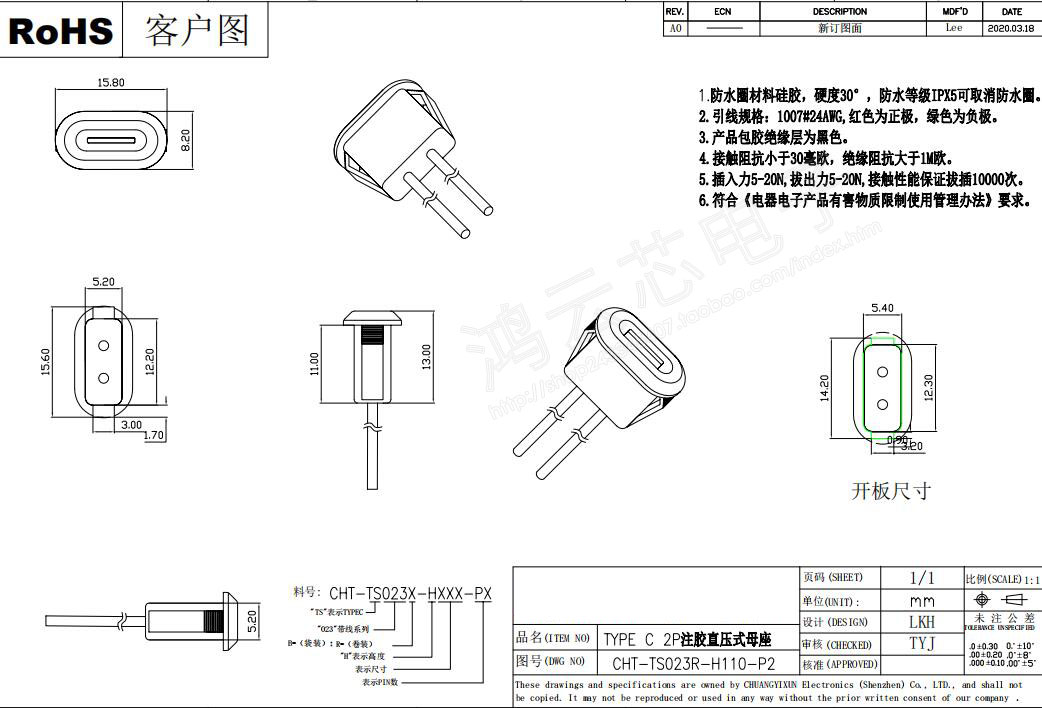 RoHS 客户图
REV. ECN DESCRIPTION MDF'D DATE
A0 新订图面 Lee 2020.03.18
15.80
8.20
1.防水圈材料硅胶，硬度30°，防水等级IPX5可取消防水圈。
2.引线规格：1007#24AWG,红色为正极，绿色为负极。
3.产品包胶绝缘层为黑色。
4.接触阻抗小于30毫欧，绝缘阻抗大于1M欧。
5.插入力5-20N,拔出力5-20N,接触性能保证拔插10000次。
6.符合《电器电子产品有害物质限制使用管理办法》要求。
鸿云芯电子
5.20
15.60
12.20
3.00
1.70
11.00
13.00
5.40
14.20
12.30
0.90
3.20
开板尺寸
5.20
料号: CHT-TS023X-HXXX-PX
"TS"表示TYPEC
"023"带线系列
B-（袋装）:R-（卷装）
"H"表示高度
表示尺寸
表示PIN数
页码(SHEET) 1/1 比例(SCALE)1:1
单位(UNIT): mm
设计(DESIGN) LKH 未注公差
TOLERANCE UNSPECIFIED
品名(ITEM NO) TYPE C 2P注胶直压式母座 审核(CHECKED) TYJ
.0±0.30 0.°±10°
.00±0.20 .0°±8°
.000±0.10 .00°±5°
图号(DWG NO) CHT-TS023R-H110-P2 核准(APPROVED)
These drawings and specifications are owned by CHUANGYIXUN Electronics (Shenzhen) Co., LTD., and shall not
be copied. It may not be reproduced or used in any way without the prior written consent of our company .